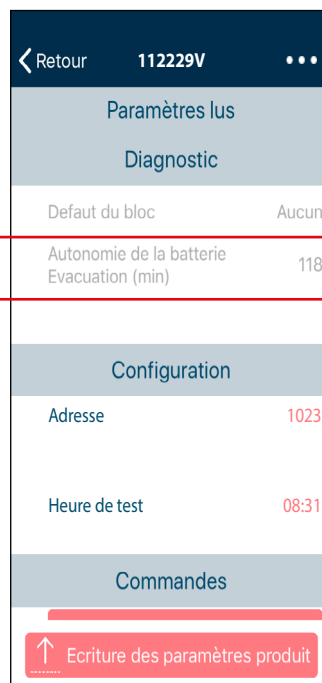 Retour 112229V •••
Paramètres lus
Diagnostic
Defaut du bloc Aucun
Autonomie de la batterie
Evacuation (min) 118
Configuration
Adresse 1023
Heure de test 08:31
Commandes
Ecriture des paramètres produit